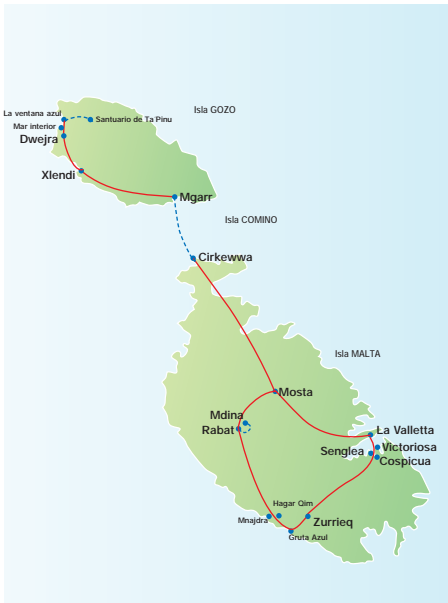 Isla GOZO
La ventana azul
Santuario de Ta Pinu
Mar interior
Dwejra
Xlendi
Mgarr
Isla COMINO
Cirkewwa
Isla MALTA
Mosta
Mdina
Rabat
La Valletta
Victoriosa
Senglea
Cospicua
Hagar Qim
Mnajdra
Zurrieq
Gruta Azul